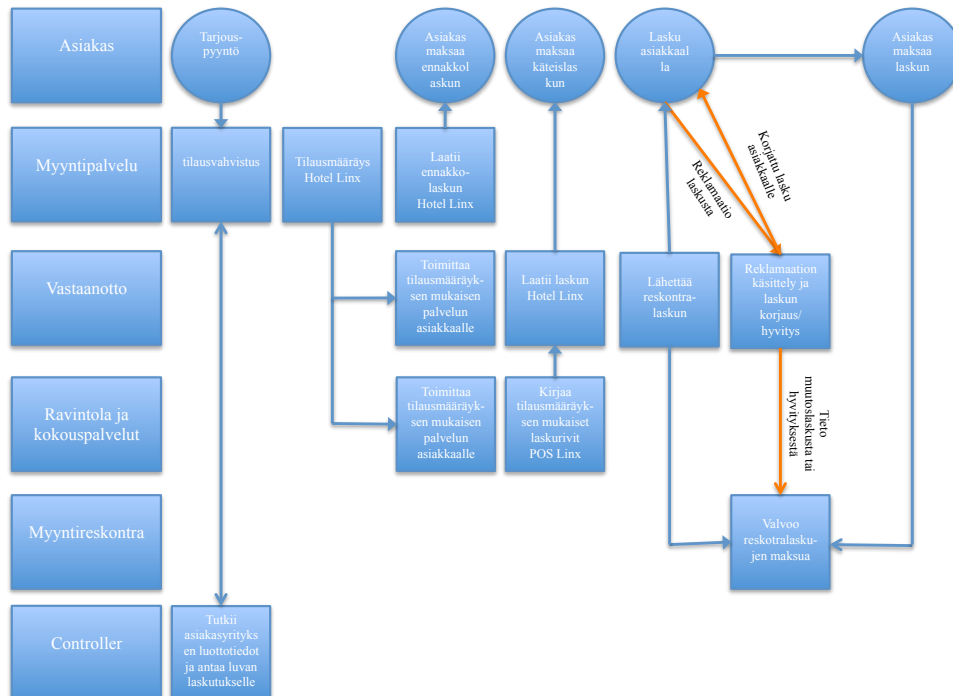 Asiakas
Tarjous-
pyyntö
Asiakas
maksaa
ennakkol
askun
Asiakas
maksaa
käteislas
kun
Lasku
asiakkaal
la
Asiakas
maksaa
laskun
Myyntipalvelu
tilausvahvistus
Tilausmääräys
Hotel Linx
Laatii
ennakko-
laskun
Hotel Linx
Reklamaatio
laskusta
Korjattu lasku
asiakkaalle
Vastaanotto
Toimittaa
tilausmääräyk-
sen mukaisen
palvelun
asiakkaalle
Laatii laskun
Hotel Linx
Lähettää
reskontra-
laskun
Reklamaation
käsittely ja
laskun
korjaus/
hyvitys
Ravintola ja
kokouspalvelut
Toimittaa
tilausmääräyk-
sen mukaisen
palvelun
asiakkaalle
Kirjaa
tilausmääräyk-
sen mukaiset
laskurivit
POS Linx
Tieto
muutoslaskusta tai
hyvityksestä
Myyntireskontra
Valvoo
reskotralasku-
jen maksua
Controller
Tutkii
asiakasyrityks
en luottotiedot
ja antaa luvan
laskutukselle